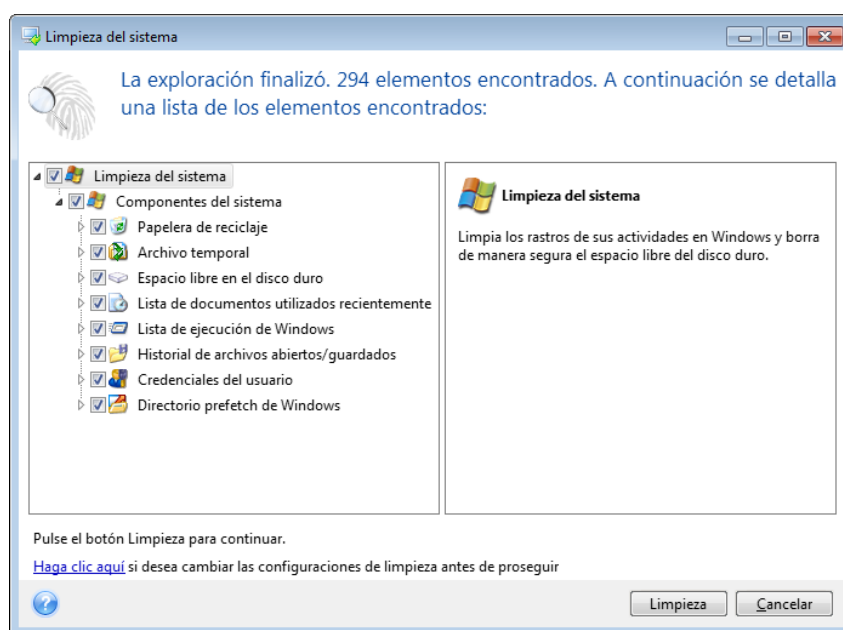 Limpieza del sistema
La exploración finalizó. 294 elementos encontrados. A continuación se detalla
una lista de los elementos encontrados:
Limpieza del sistema
Componentes del sistema
Papelera de reciclaje
Archivo temporal
Espacio libre en el disco duro
Lista de documentos utilizados recientemente
Lista de ejecución de Windows
Historial de archivos abiertos/guardados
Credenciales del usuario
Directorio prefetch de Windows
Limpieza del sistema
Limpia los rastros de sus actividades en Windows y borra
de manera segura el espacio libre del disco duro.
Pulse el botón Limpieza para continuar.
Haga clic aquí si desea cambiar las configuraciones de limpieza antes de proseguir
Limpieza
Cancelar